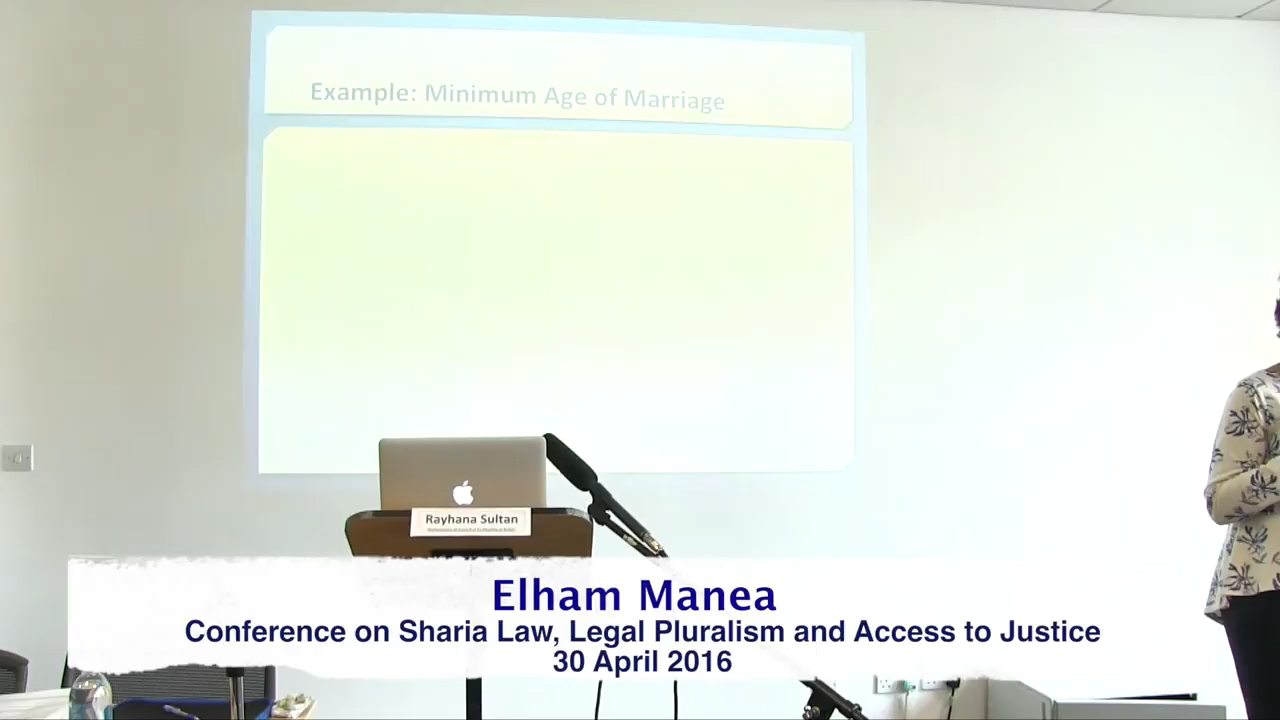 Example: Minimum Age of Marriage
Rayhana Sultan
Elham Manea
Conference on Sharia Law, Legal Pluralism and Access to Justice
30 April 2016